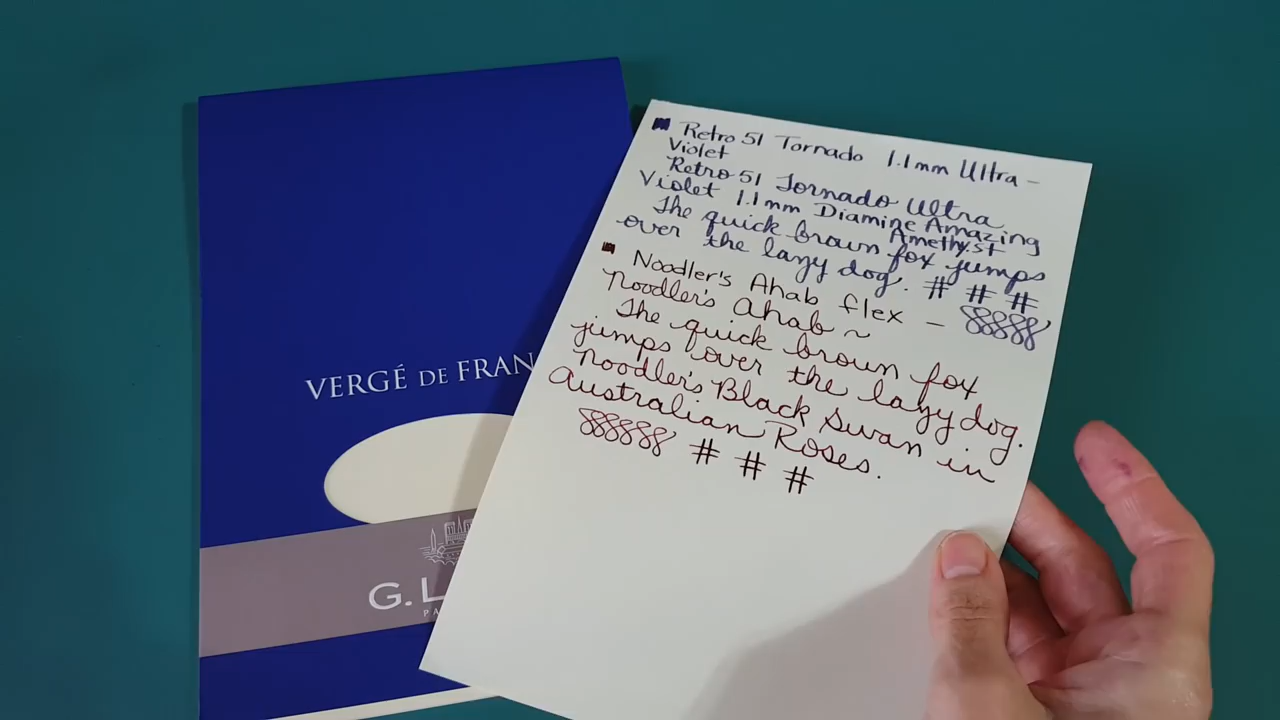 VERGÉ DE FRAN
G. L
PA
Retro 51 Tornado 1.1mm Ultra -
Violet
Retro 51 Tornado Ultra
Violet 1.1mm Diamine Amazing
Amethyst
The quick brown fox jumps
over the lazy dog. # # #
Noodler's Ahab flex -
Noodler's Ahab ~
The quick brown fox
jumps over the lazy dog.
Noodler's Black Swan in
Australian Roses.
# # #